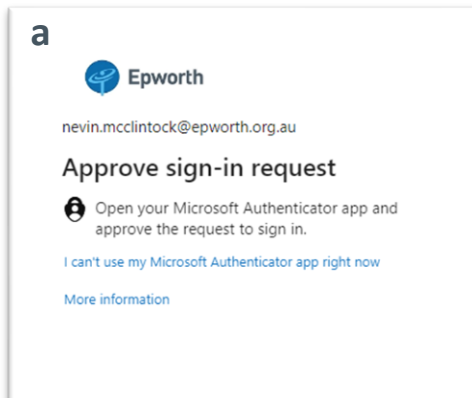 a
Epworth
nevin.mcclintock@epworth.org.au
Approve sign-in request
Open your Microsoft Authenticator app and
approve the request to sign in.
I can't use my Microsoft Authenticator app right now
More information